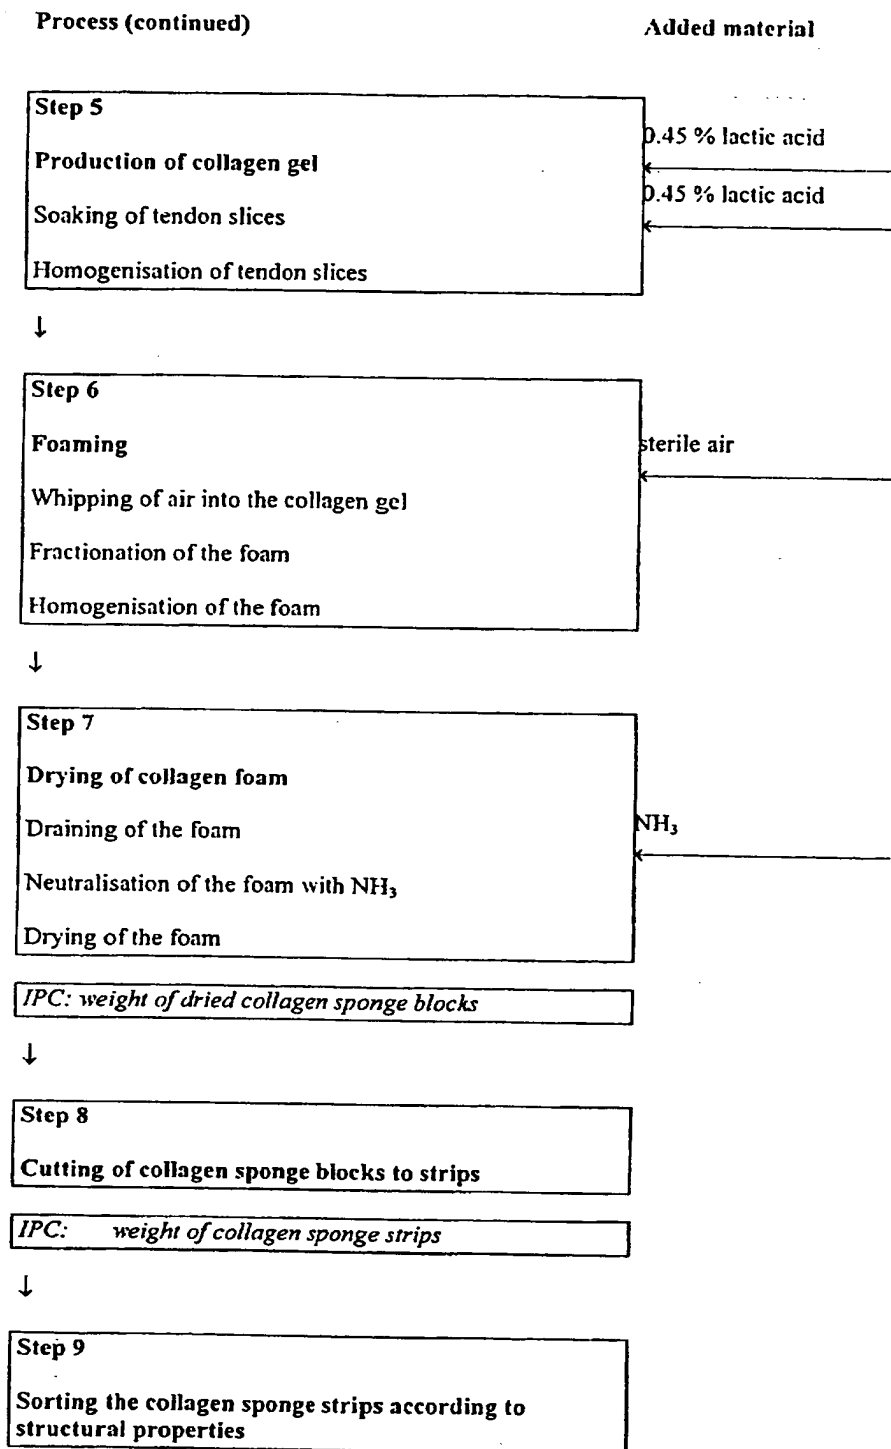 Process (continued)
Added material
Step 5
Production of collagen gel
Soaking of tendon slices
Homogenisation of tendon slices
0.45 % lactic acid
0.45 % lactic acid
↓
Step 6
Foaming
Whipping of air into the collagen gel
Fractionation of the foam
Homogenisation of the foam
sterile air
↓
Step 7
Drying of collagen foam
Draining of the foam
Neutralisation of the foam with NH₃
Drying of the foam
NH₃
IPC: weight of dried collagen sponge blocks
↓
Step 8
Cutting of collagen sponge blocks to strips
IPC: weight of collagen sponge strips
↓
Step 9
Sorting the collagen sponge strips according to
structural properties